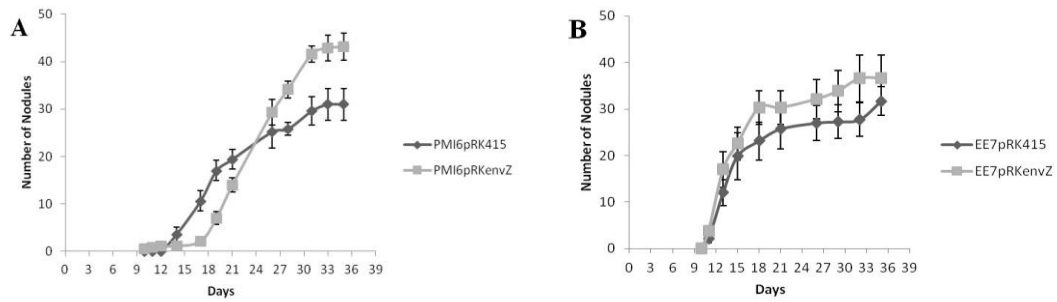 A
50
40
30
20
10
0
Number of Nodules
0 3 6 9 12 15 18 21 24 27 30 33 36 39
Days
PMI6pRK415
PMI6pRKenvZ
B
50
40
30
20
10
0
Number of Nodules
0 3 6 9 12 15 18 21 24 27 30 33 36 39
Days
EE7pRK415
EE7pRKenvZ